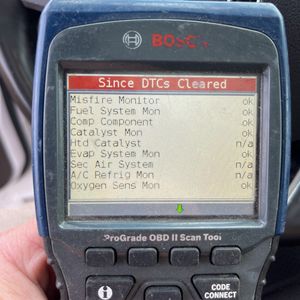 BOSCH
Since DTCs Cleared
Misfire Monitor ok
Fuel System Mon ok
Comp Component ok
Catalyst Mon ok
Htd Catalyst n/a
Evap System Mon ok
Sec Air System n/a
A/C Refrig Mon n/a
Oxygen Sens Mon ok
ProGrade OBD II Scan Tool
CODE
CONNECT
i